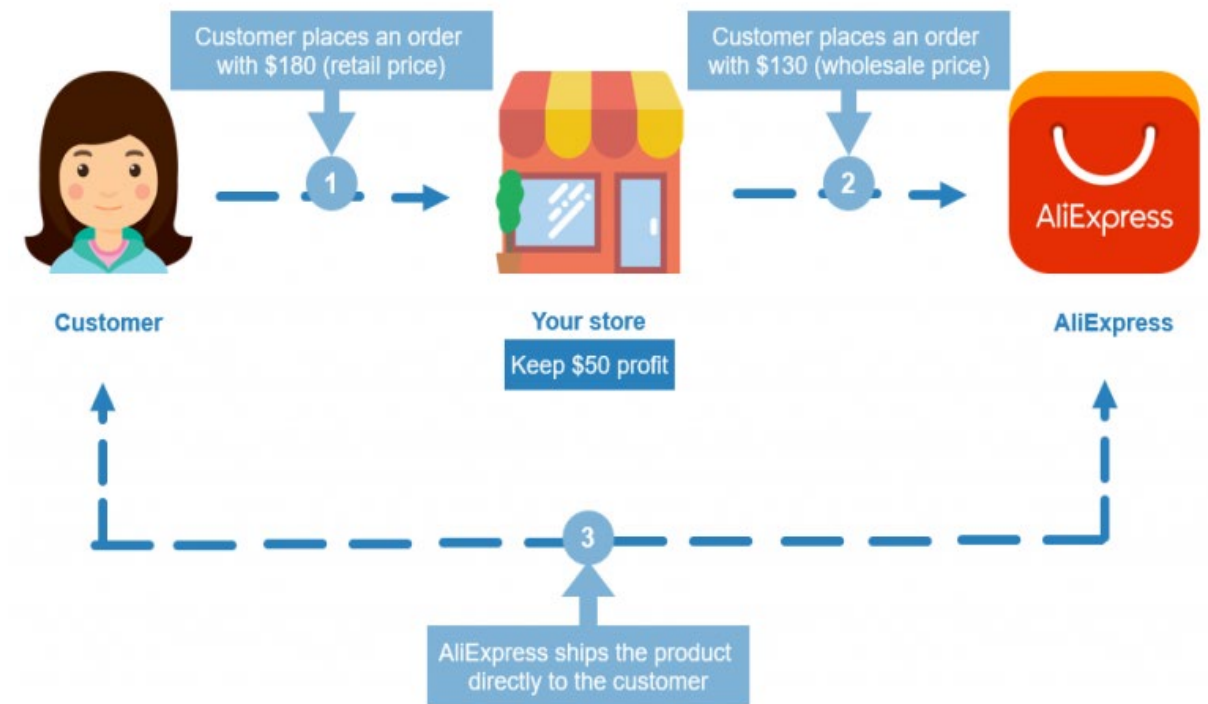 Customer places an order
with $180 (retail price)
Customer places an order
with $130 (wholesale price)
1
2
AliExpress
Customer
Your store
AliExpress
Keep $50 profit
3
AliExpress ships the product
directly to the customer